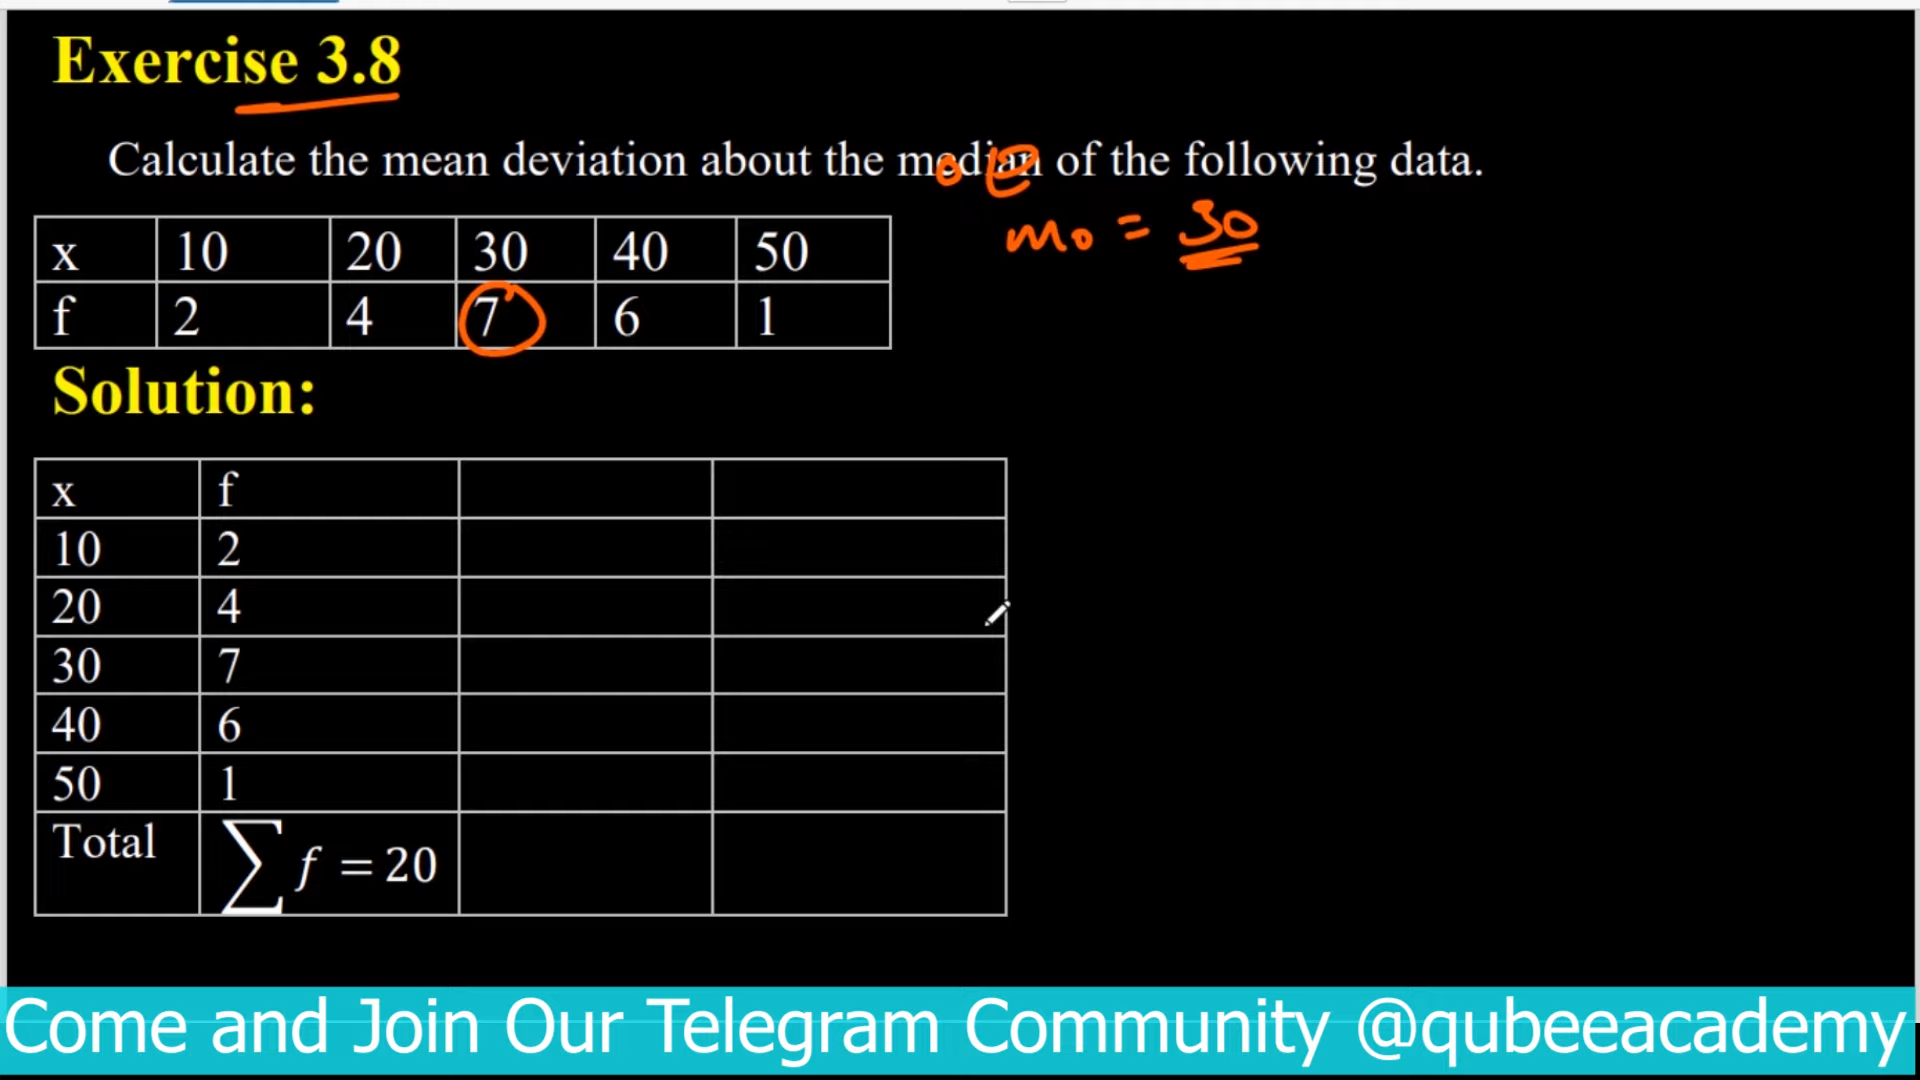 Exercise 3.8
Calculate the mean deviation about the median of the following data.
o e
mo = 30
x 10 20 30 40 50
f 2 4 7 6 1
Solution:
x f
10 2
20 4
30 7
40 6
50 1
Total ∑ f = 20
Come and Join Our Telegram Community @qubeeacademy